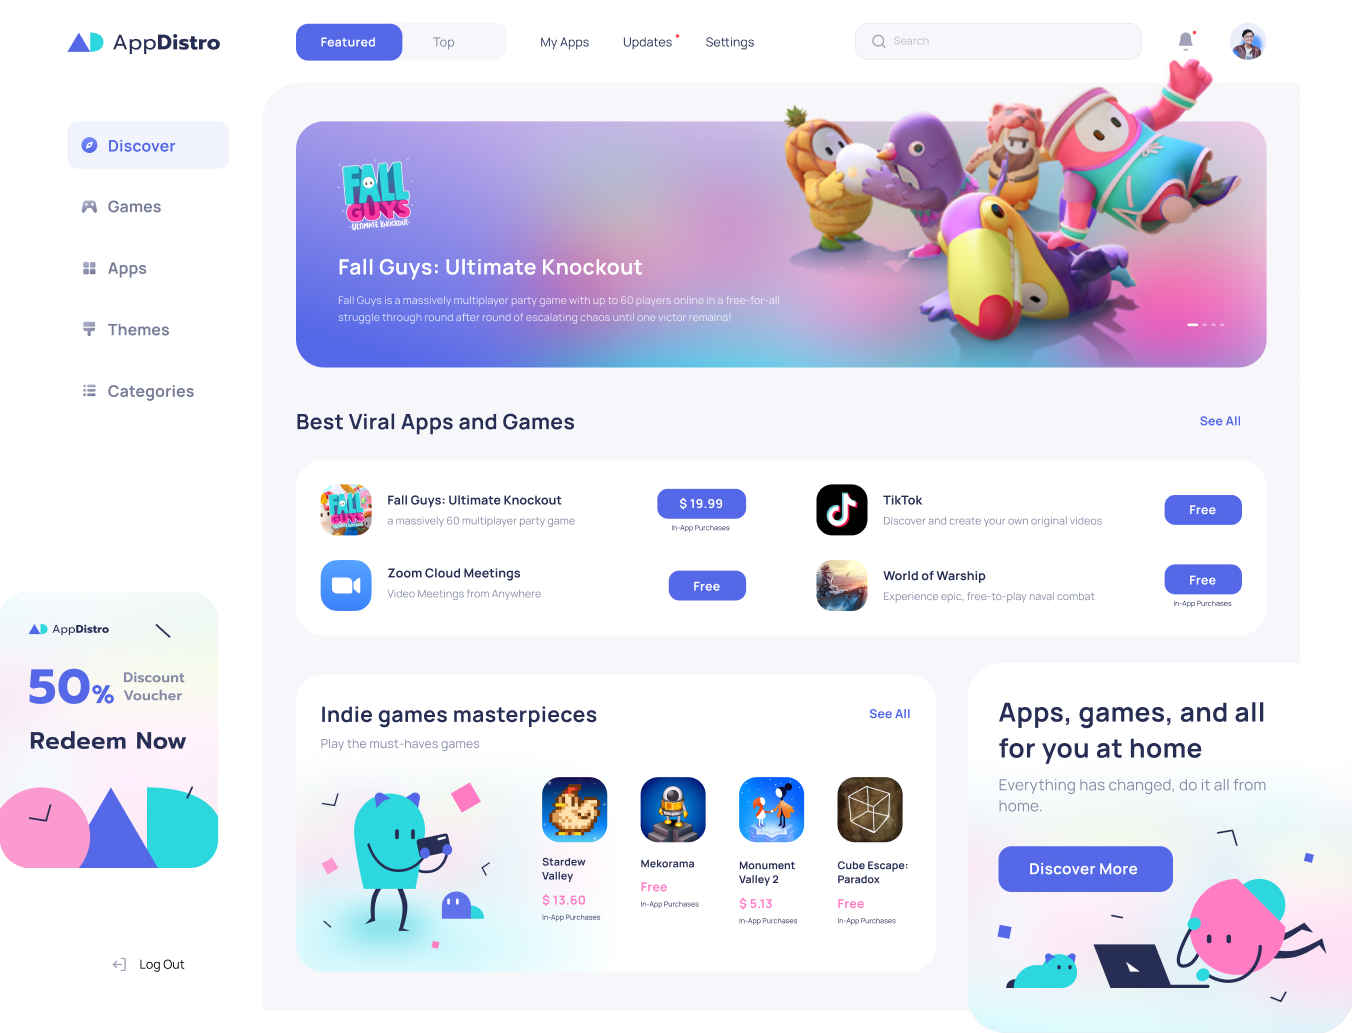 AppDistro
Featured
Top
My Apps
Updates
Settings
Search
Discover
Games
Apps
Themes
Categories
FALL
GUYS
ULTIMATE KNOCKOUT
Fall Guys: Ultimate Knockout
Fall Guys is a massively multiplayer party game with up to 60 players online in a free-for-all
struggle through round after round of escalating chaos until one victor remains!
Best Viral Apps and Games
See All
FALL
GUYS
Fall Guys: Ultimate Knockout
a massively 60 multiplayer party game
$ 19.99
In-App Purchases
TikTok
Discover and create your own original videos
Free
Zoom Cloud Meetings
Video Meetings from Anywhere
Free
World of Warship
Experience epic, free-to-play naval combat
Free
In-App Purchases
AppDistro
50%
Discount
Voucher
Redeem Now
Log Out
Indie games masterpieces
See All
Play the must-haves games
Stardew
Valley
$ 13.60
In-App Purchases
Mekorama
Free
In-App Purchases
Monument
Valley 2
$ 5.13
In-App Purchases
Cube Escape:
Paradox
Free
In-App Purchases
Apps, games, and all
for you at home
Everything has changed, do it all from
home.
Discover More